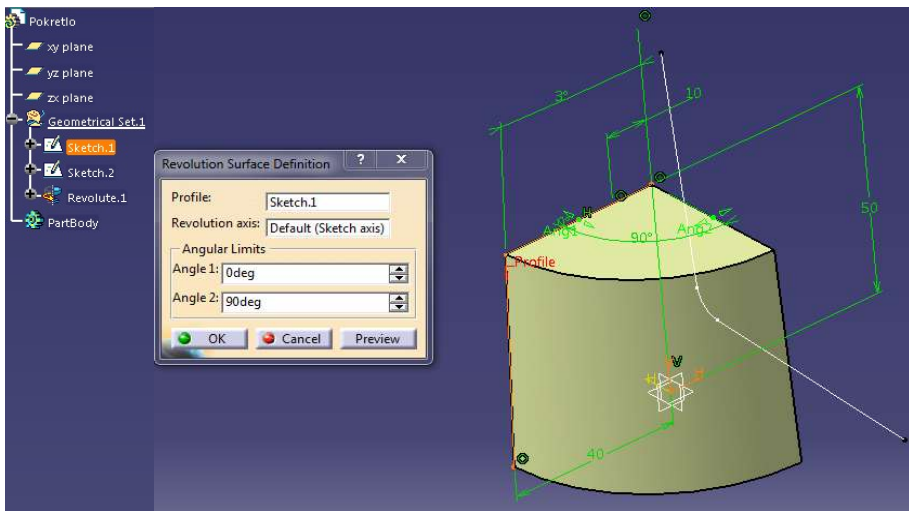 Pokretlo
xy plane
yz plane
zx plane
Geometrical Set.1
Sketch.1
Sketch.2
Revolute.1
PartBody
Revolution Surface Definition ? X
Profile: Sketch.1
Revolution axis: Default (Sketch axis)
Angular Limits
Angle 1: 0deg
Angle 2: 90deg
OK Cancel Preview
3°
10
50
H
Ang1
90°
Ang2
Profile
40